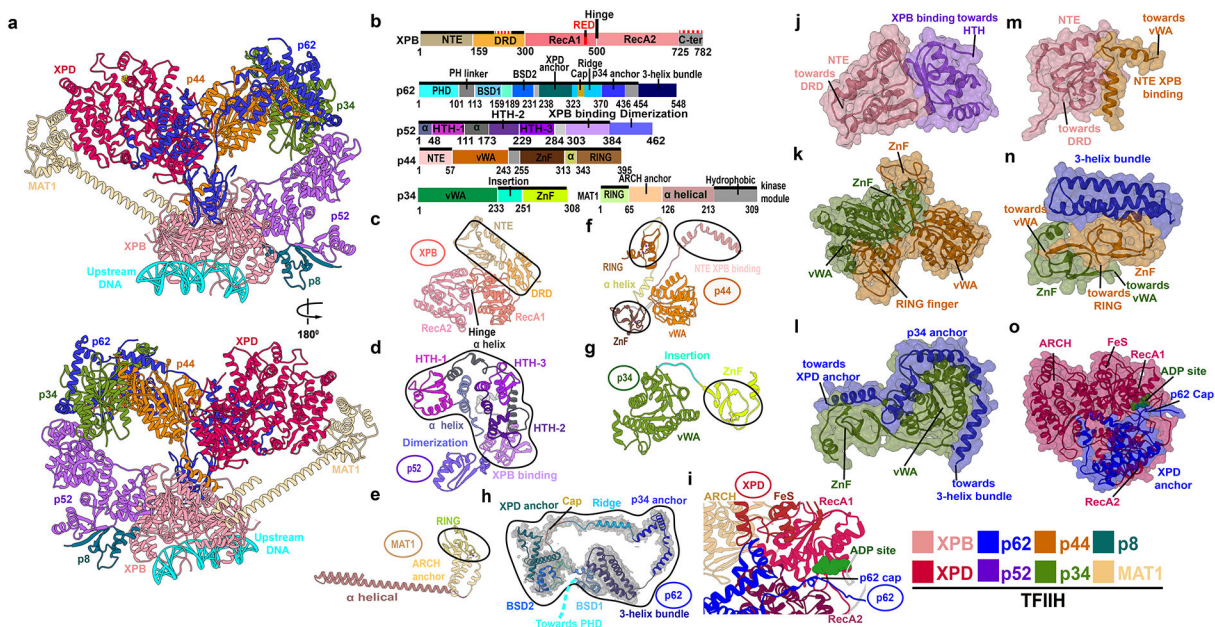 a
p62
XPD
p44
p34
MAT1
p52
XPB
p8
Upstream
DNA
180º
p62
p44
XPD
p34
MAT1
p52
p8
XPB
Upstream
DNA
b
Hinge
RED
XPB
NTE
DRD
RecA1
RecA2
C-ter
1
159
300
500
725
782
XPD
anchor
Ridge
PH linker
BSD2
Cap
p34 anchor
3-helix bundle
p62
PHD
BSD1
1
101
113
159
189
231
238
323
370
436
454
548
HTH-2
XPB binding
Dimerization
p52
α
HTH-1
α
HTH-3
1
48
111
173
229
284
303
384
462
p44
NTE
vWA
ZnF
α
RING
1
57
243
255
313
343
395
Insertion
ARCH anchor
Hydrophobic
p34
vWA
ZnF
MAT1
RING
α helical
kinase
module
1
233
251
308
1
65
126
213
309
c
XPB
NTE
DRD
RecA2
RecA1
Hinge
d
α helix
HTH-1
HTH-3
α helix
HTH-2
Dimerization
p52
XPB binding
e
MAT1
RING
ARCH
anchor
α helical
f
RING
NTE XPB binding
α helix
p44
ZnF
vWA
g
Insertion
p34
ZnF
vWA
h
XPD anchor
Cap
Ridge
p34 anchor
BSD2
BSD1
Towards PHD
3-helix bundle
p62
i
XPD
ARCH
FeS
RecA1
ADP site
p62 cap
p62
RecA2
j
XPB binding
towards
HTH
NTE
towards
DRD
k
ZnF
ZnF
vWA
vWA
RING finger
l
p34 anchor
towards
XPD anchor
vWA
ZnF
towards
3-helix bundle
m
NTE
towards
vWA
NTE XPB
binding
towards
DRD
n
3-helix bundle
towards
vWA
ZnF
ZnF
towards
RING
towards
vWA
o
ARCH
FeS
RecA1
ADP site
p62 Cap
XPD
anchor
RecA2
XPB
p62
p44
p8
XPD
p52
p34
MAT1
TFIIH